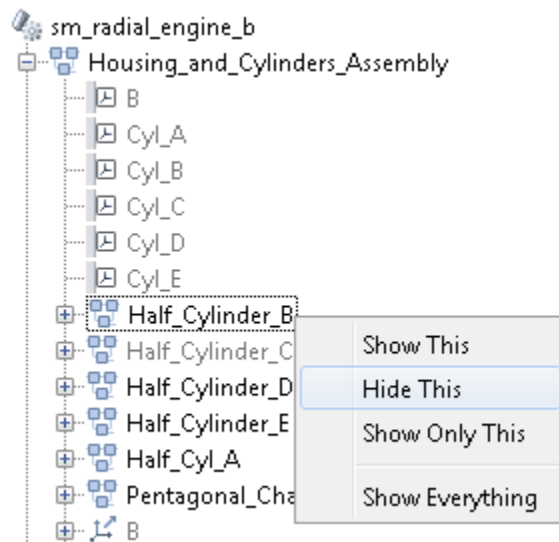 sm_radial_engine_b
Housing_and_Cylinders_Assembly
B
Cyl_A
Cyl_B
Cyl_C
Cyl_D
Cyl_E
Half_Cylinder_B
Half_Cylinder_C
Half_Cylinder_D
Half_Cylinder_E
Half_Cyl_A
Pentagonal_Cha
B
Show This
Hide This
Show Only This
Show Everything